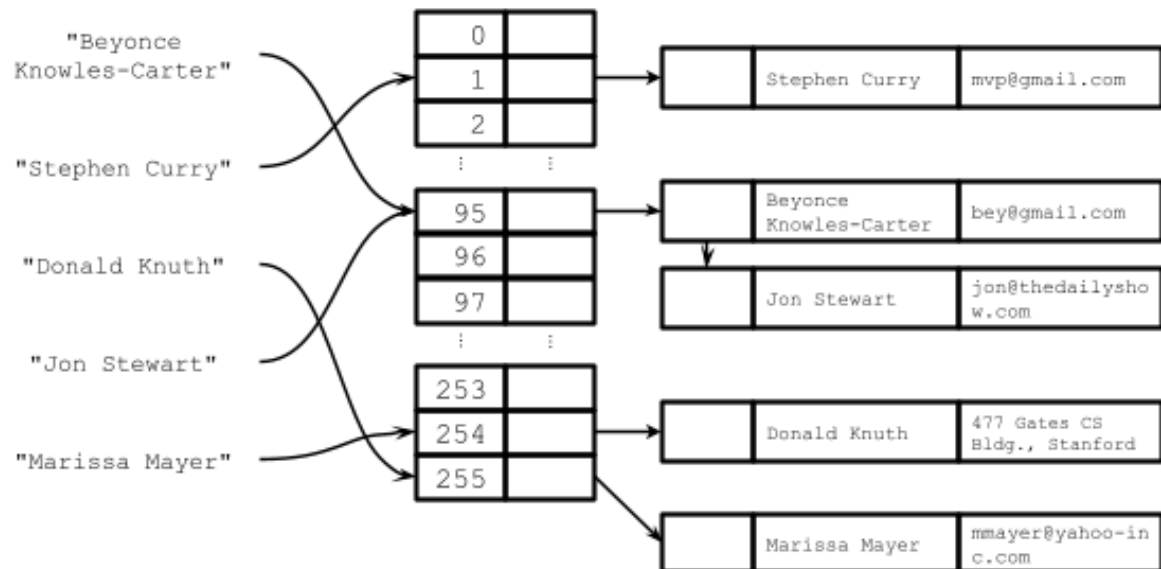 "Beyonce
Knowles-Carter"
"Stephen Curry"
"Donald Knuth"
"Jon Stewart"
"Marissa Mayer"
0
1
2
⋮ ⋮
95
96
97
⋮ ⋮
253
254
255
Stephen Curry
mvp@gmail.com
Beyonce
Knowles-Carter
bey@gmail.com
Jon Stewart
jon@thedailysho
w.com
Donald Knuth
477 Gates CS
Bldg., Stanford
Marissa Mayer
mmayer@yahoo-in
c.com